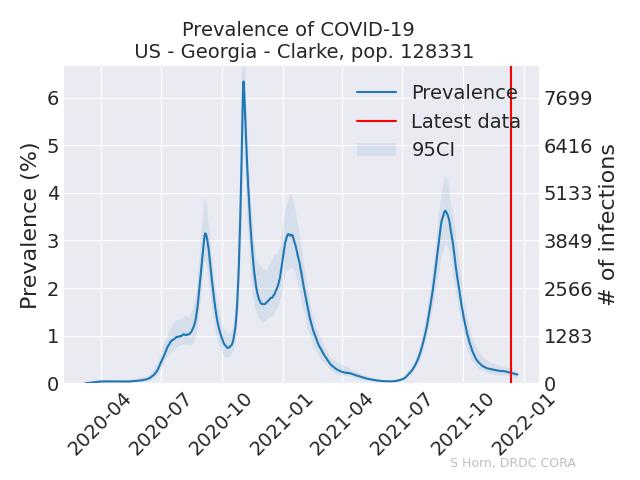 Prevalence of COVID-19
US - Georgia - Clarke, pop. 128331
Prevalence
Latest data
95CI
Prevalence (%)
6
5
4
3
2
1
0
7699
6416
5133
3849
2566
1283
0
# of infections
2020-04
2020-07
2020-10
2021-01
2021-04
2021-07
2021-10
2022-01
S Horn, DRDC CORA